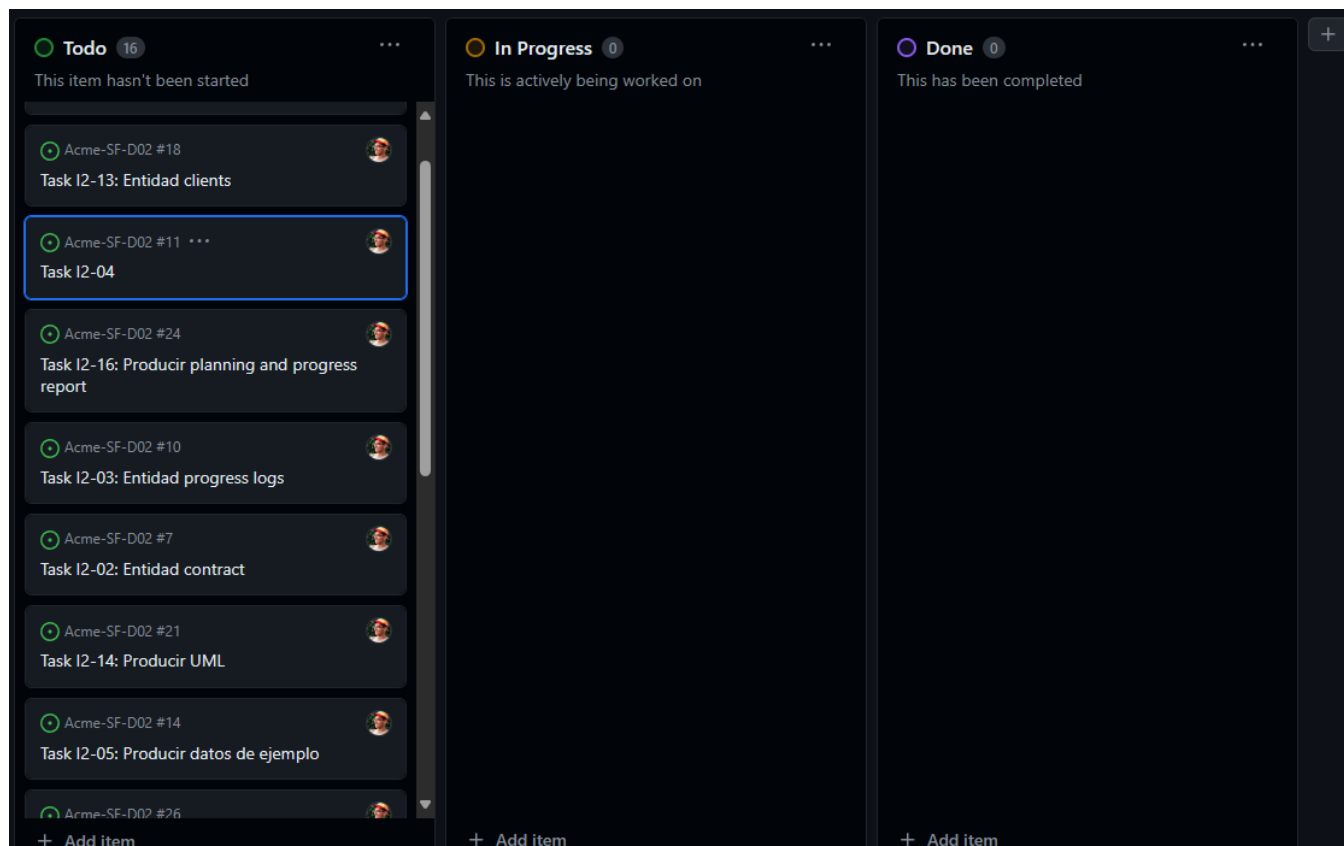 Todo 16
This item hasn't been started
Acme-SF-D02 #18
Task I2-13: Entidad clients
Acme-SF-D02 #11
Task I2-04
Acme-SF-D02 #24
Task I2-16: Producir planning and progress
report
Acme-SF-D02 #10
Task I2-03: Entidad progress logs
Acme-SF-D02 #7
Task I2-02: Entidad contract
Acme-SF-D02 #21
Task I2-14: Producir UML
Acme-SF-D02 #14
Task I2-05: Producir datos de ejemplo
Acme-SF-D02 #26
+ Add item
In Progress 0
This is actively being worked on
+ Add item
Done 0
This has been completed
+ Add item